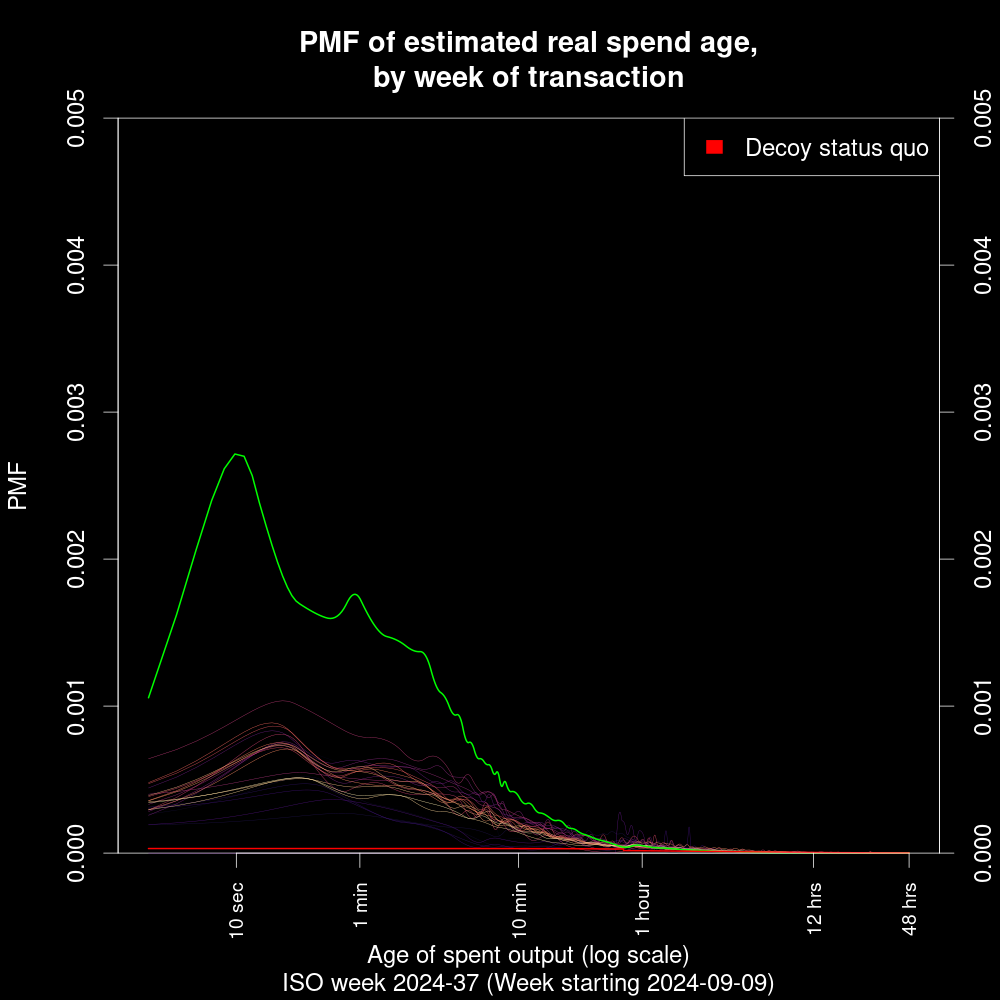 PMF of estimated real spend age,
by week of transaction
Decoy status quo
PMF
0.005
0.004
0.003
0.002
0.001
0.000
0.005
0.004
0.003
0.002
0.001
0.000
10 sec
1 min
10 min
1 hour
12 hrs
48 hrs
Age of spent output (log scale)
ISO week 2024-37 (Week starting 2024-09-09)